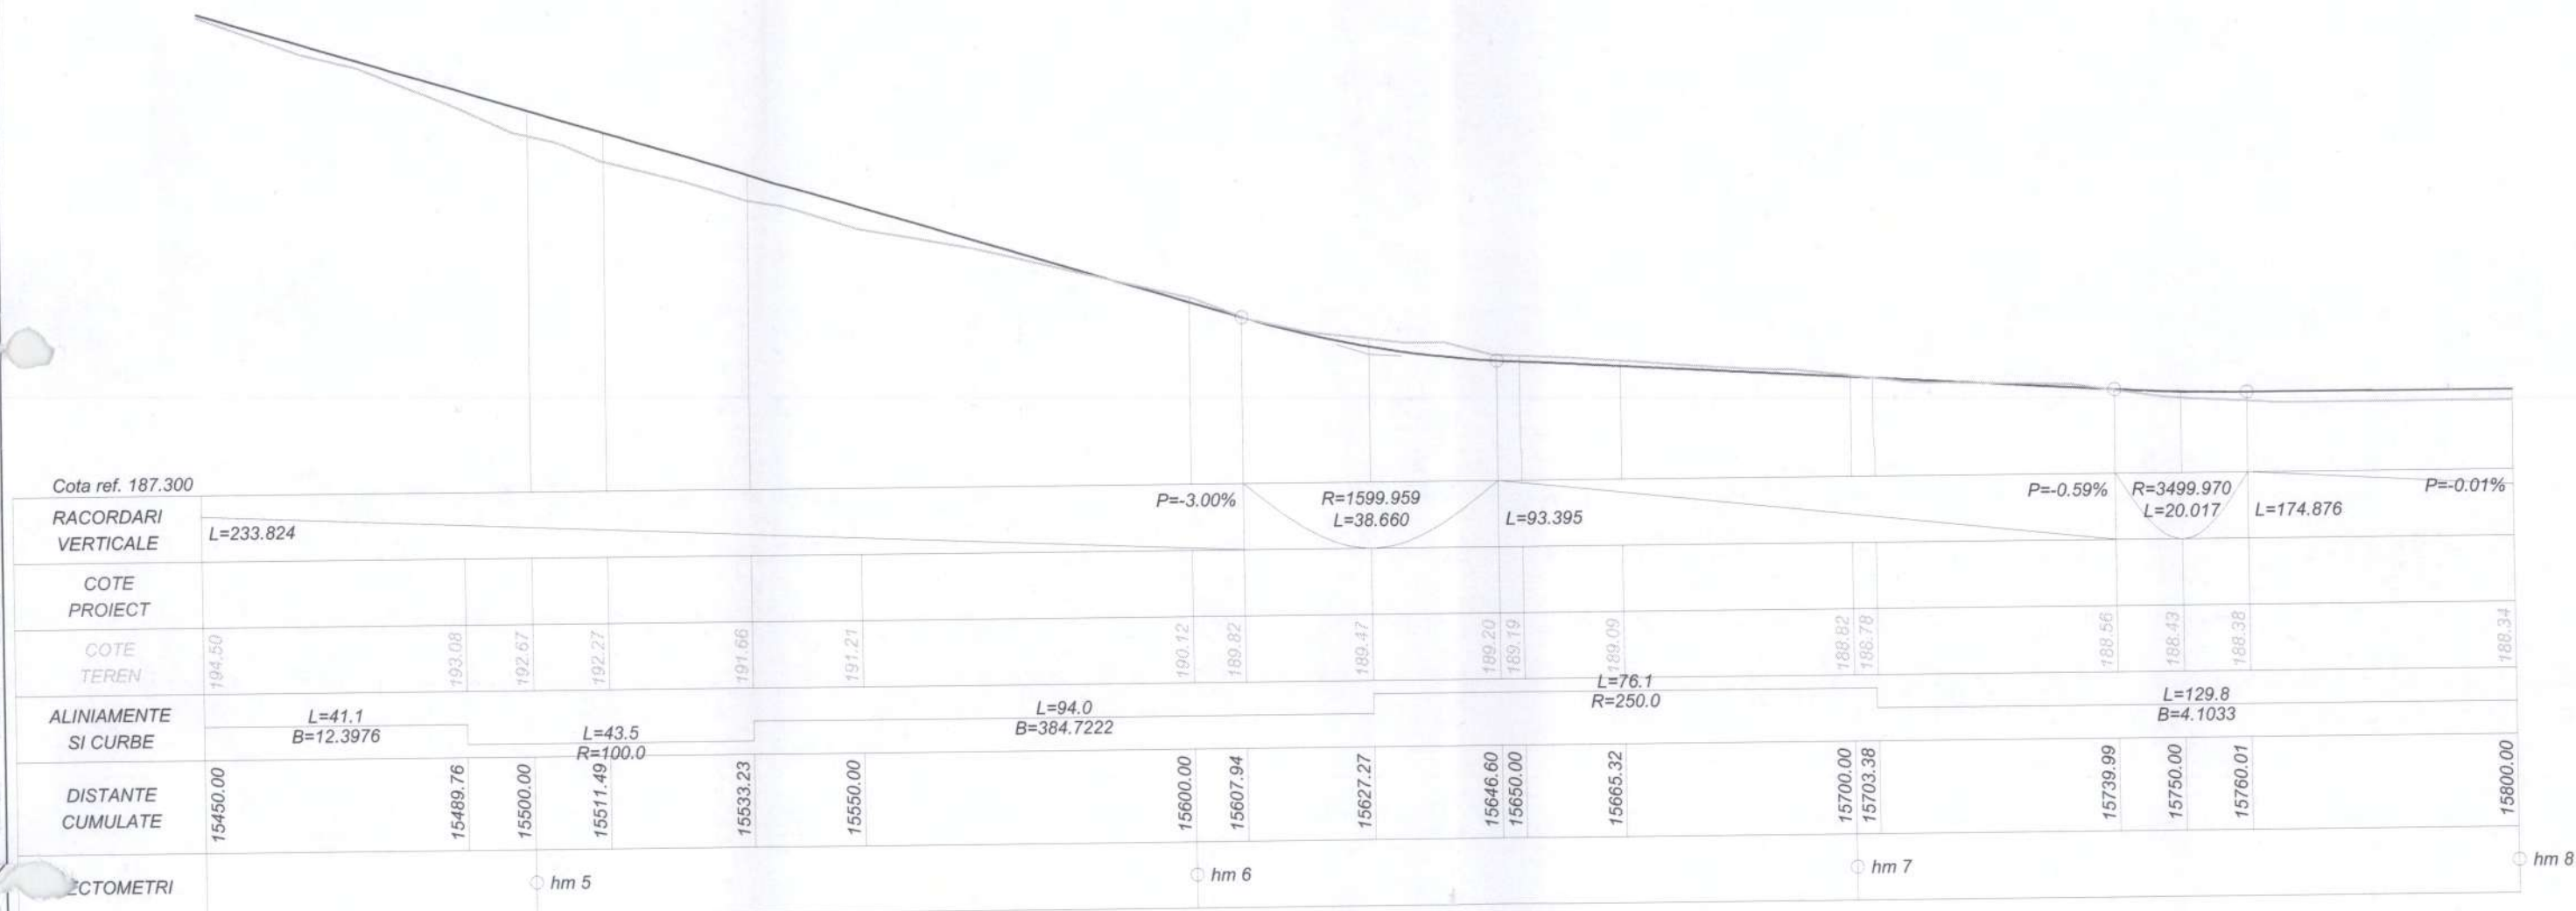 Cota ref. 187.300
RACORDARI
VERTICALE
L=233.824
P=-3.00%
R=1599.959
L=38.660
L=93.395
P=-0.59%
R=3499.970
L=20.017
L=174.876
P=-0.01%
COTE
PROIECT
COTE
TEREN
194.50
193.08
192.67
192.27
191.66
191.21
190.12
189.82
189.47
189.20
189.19
189.09
188.82
188.78
188.56
188.43
188.38
188.34
ALINIAMENTE
SI CURBE
L=41.1
B=12.3976
L=43.5
R=100.0
L=94.0
B=384.7222
L=76.1
R=250.0
L=129.8
B=4.1033
DISTANTE
CUMULATE
15450.00
15489.76
15500.00
15511.49
15533.23
15550.00
15600.00
15607.94
15627.27
15646.60
15650.00
15665.32
15700.00
15703.38
15739.99
15750.00
15760.01
15800.00
ECTOMETRI
hm 5
hm 6
hm 7
hm 8